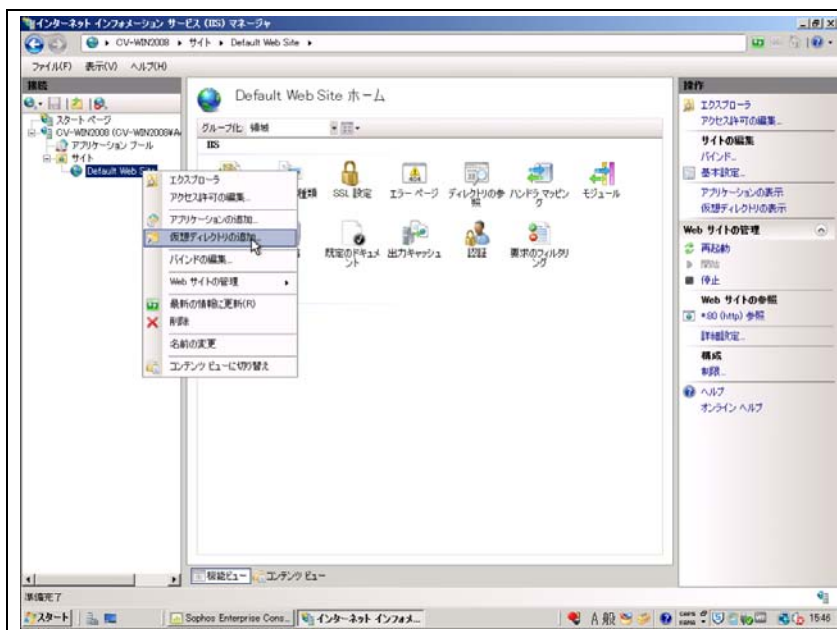 インターネット インフォメーション サービス (IIS) マネージャ
CV-WIN2008 ▸ サイト ▸ Default Web Site ▸
ファイル(F) 表示(V) ヘルプ(H)
接続
スタート ページ
CV-WIN2008 (CV-WIN2008¥A
アプリケーション プール
サイト
Default Web Site
エクスプローラ
アクセス許可の編集...
アプリケーションの追加...
仮想ディレクトリの追加...
バインドの編集...
Web サイトの管理
最新の情報に更新(R)
削除
名前の変更
コンテンツ ビューに切り替え
Default Web Site ホーム
グループ化: 領域
IIS
種類
SSL 設定
エラー ページ
ディレクトリの参照
ハンドラ マッピング
モジュール
既定のドキュメント
出力キャッシュ
認証
要求のフィルタリング
機能ビュー
コンテンツ ビュー
操作
エクスプローラ
アクセス許可の編集...
サイトの編集
バインド...
基本設定...
アプリケーションの表示
仮想ディレクトリの表示
Web サイトの管理
再起動
開始
停止
Web サイトの参照
*:80 (http) 参照
詳細設定...
構成
制限...
ヘルプ
オンライン ヘルプ
準備完了
スタート
Sophos Enterprise Cons...
インターネット インフォメ...
A 般
CAPS
KANA
15:46